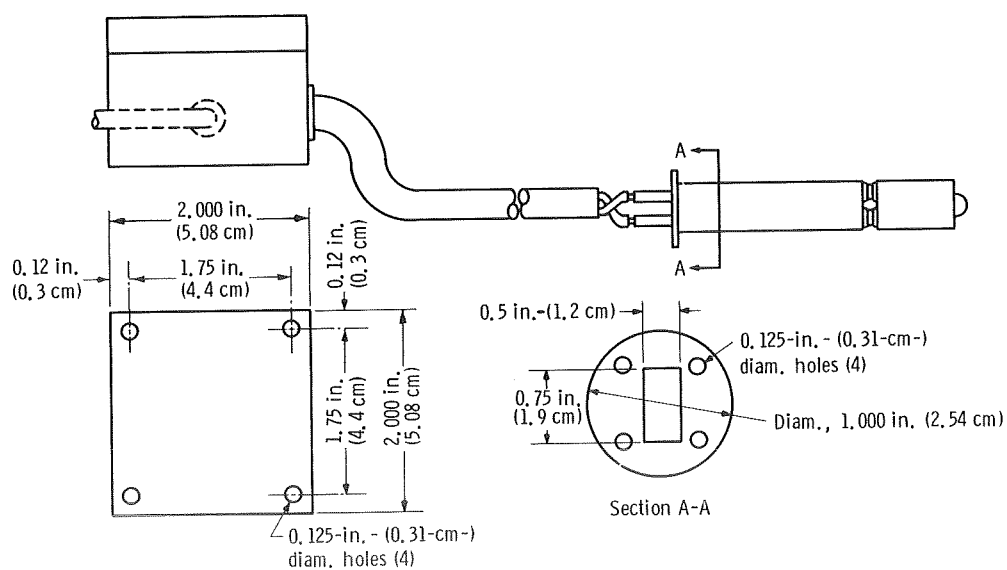 A
A
2.000 in.
(5.08 cm)
0.12 in.
(0.3 cm)
1.75 in.
(4.4 cm)
0.12 in.
(0.3 cm)
1.75 in.
(4.4 cm)
2.000 in.
(5.08 cm)
0.125-in. - (0.31-cm-)
diam. holes (4)
0.5 in.-(1.2 cm)
0.125-in. - (0.31-cm-)
diam. holes (4)
0.75 in.
(1.9 cm)
Diam., 1.000 in. (2.54 cm)
Section A-A